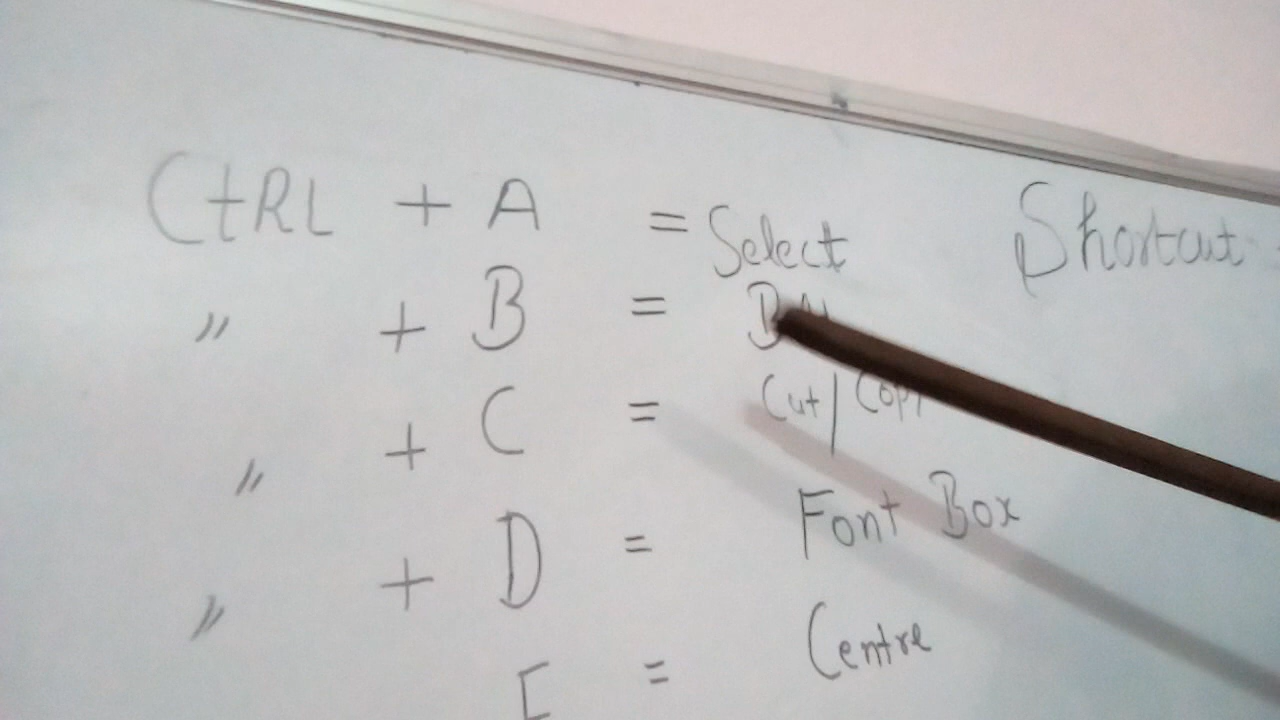 CtRL + A = Select Shortcut
" + B =
" + C = Cut/Copy
" + D = Font Box
= Centre